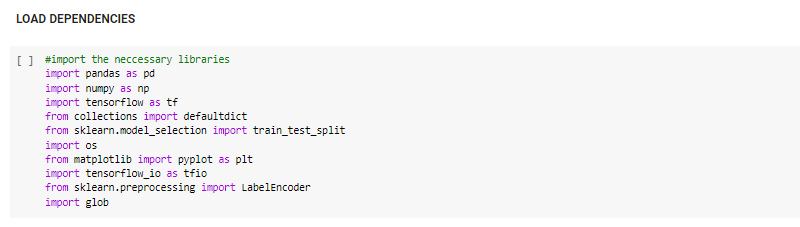 LOAD DEPENDENCIES
[ ] #import the neccessary libraries
import pandas as pd
import numpy as np
import tensorflow as tf
from collections import defaultdict
from sklearn.model_selection import train_test_split
import os
from matplotlib import pyplot as plt
import tensorflow_io as tfio
from sklearn.preprocessing import LabelEncoder
import glob